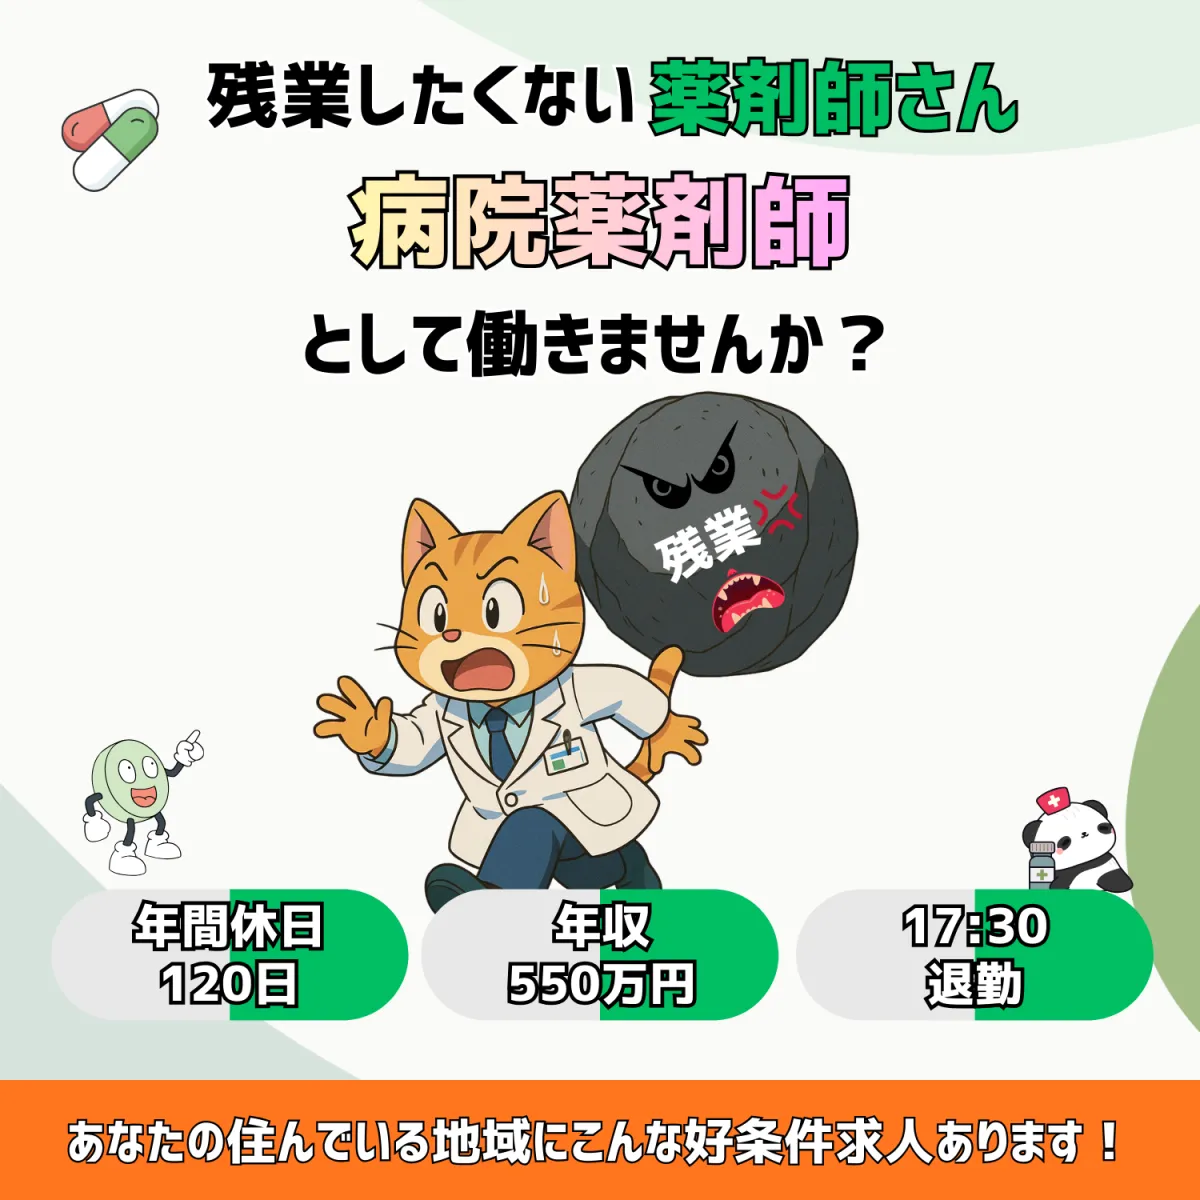 残業したくない薬剤師さん
病院薬剤師
として働きませんか？
残業
年間休日
120日
年収
550万円
17:30
退勤
あなたの住んでいる地域にこんな好条件求人あります！